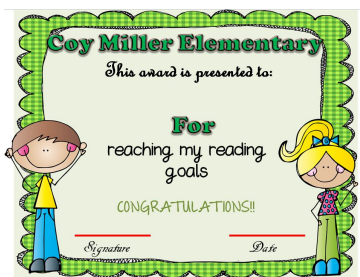 Coy Miller Elementary
This award is presented to:
For
reaching my reading
goals
CONGRATULATIONS!!
Signature Date